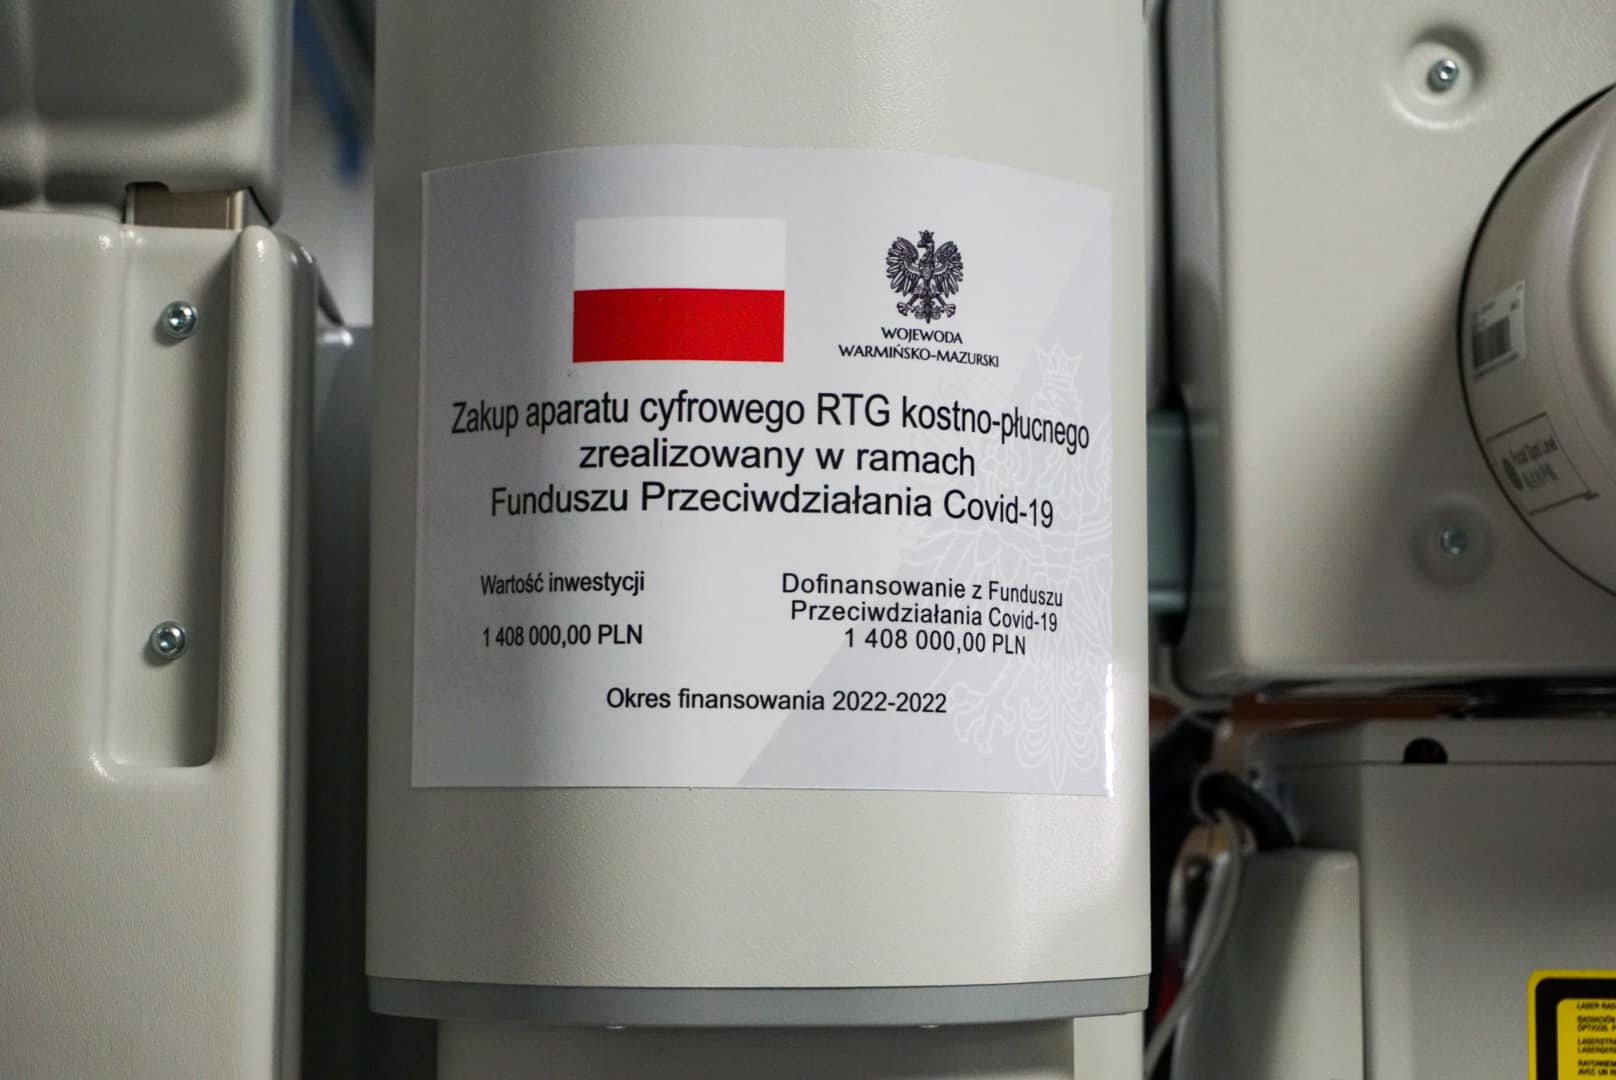 WOJEWODA
WARMIŃSKO-MAZURSKI
Zakup aparatu cyfrowego RTG kostno-płucnego
zrealizowany w ramach
Funduszu Przeciwdziałania Covid-19
Wartość inwestycji
1 408 000,00 PLN
Dofinansowanie z Funduszu
Przeciwdziałania Covid-19
1 408 000,00 PLN
Okres finansowania 2022-2022
LASER